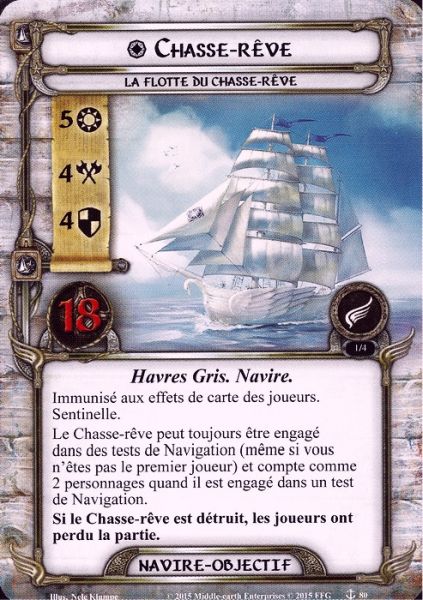 Chasse-rêve
La flotte du Chasse-rêve
5
4
4
18
1/4
Havres Gris. Navire.
Immunisé aux effets de carte des joueurs.
Sentinelle.
Le Chasse-rêve peut toujours être engagé
dans des tests de Navigation (même si vous
n'êtes pas le premier joueur) et compte comme
2 personnages quand il est engagé dans un test
de Navigation.
Si le Chasse-rêve est détruit, les joueurs ont
perdu la partie.
Navire-Objectif
Illus. Nele Klumpe © 2015 Middle-earth Enterprises © 2015 FFG 80